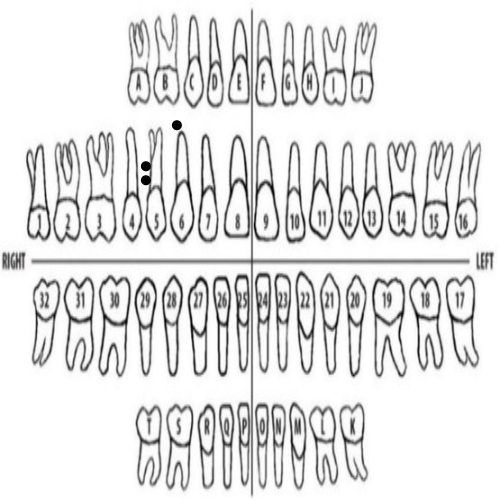 A B C D E F G H I J
1 2 3 4 5 6 7 8 9 10 11 12 13 14 15 16
RIGHT LEFT
32 31 30 29 28 27 26 25 24 23 22 21 20 19 18 17
T S R Q P O N M L K